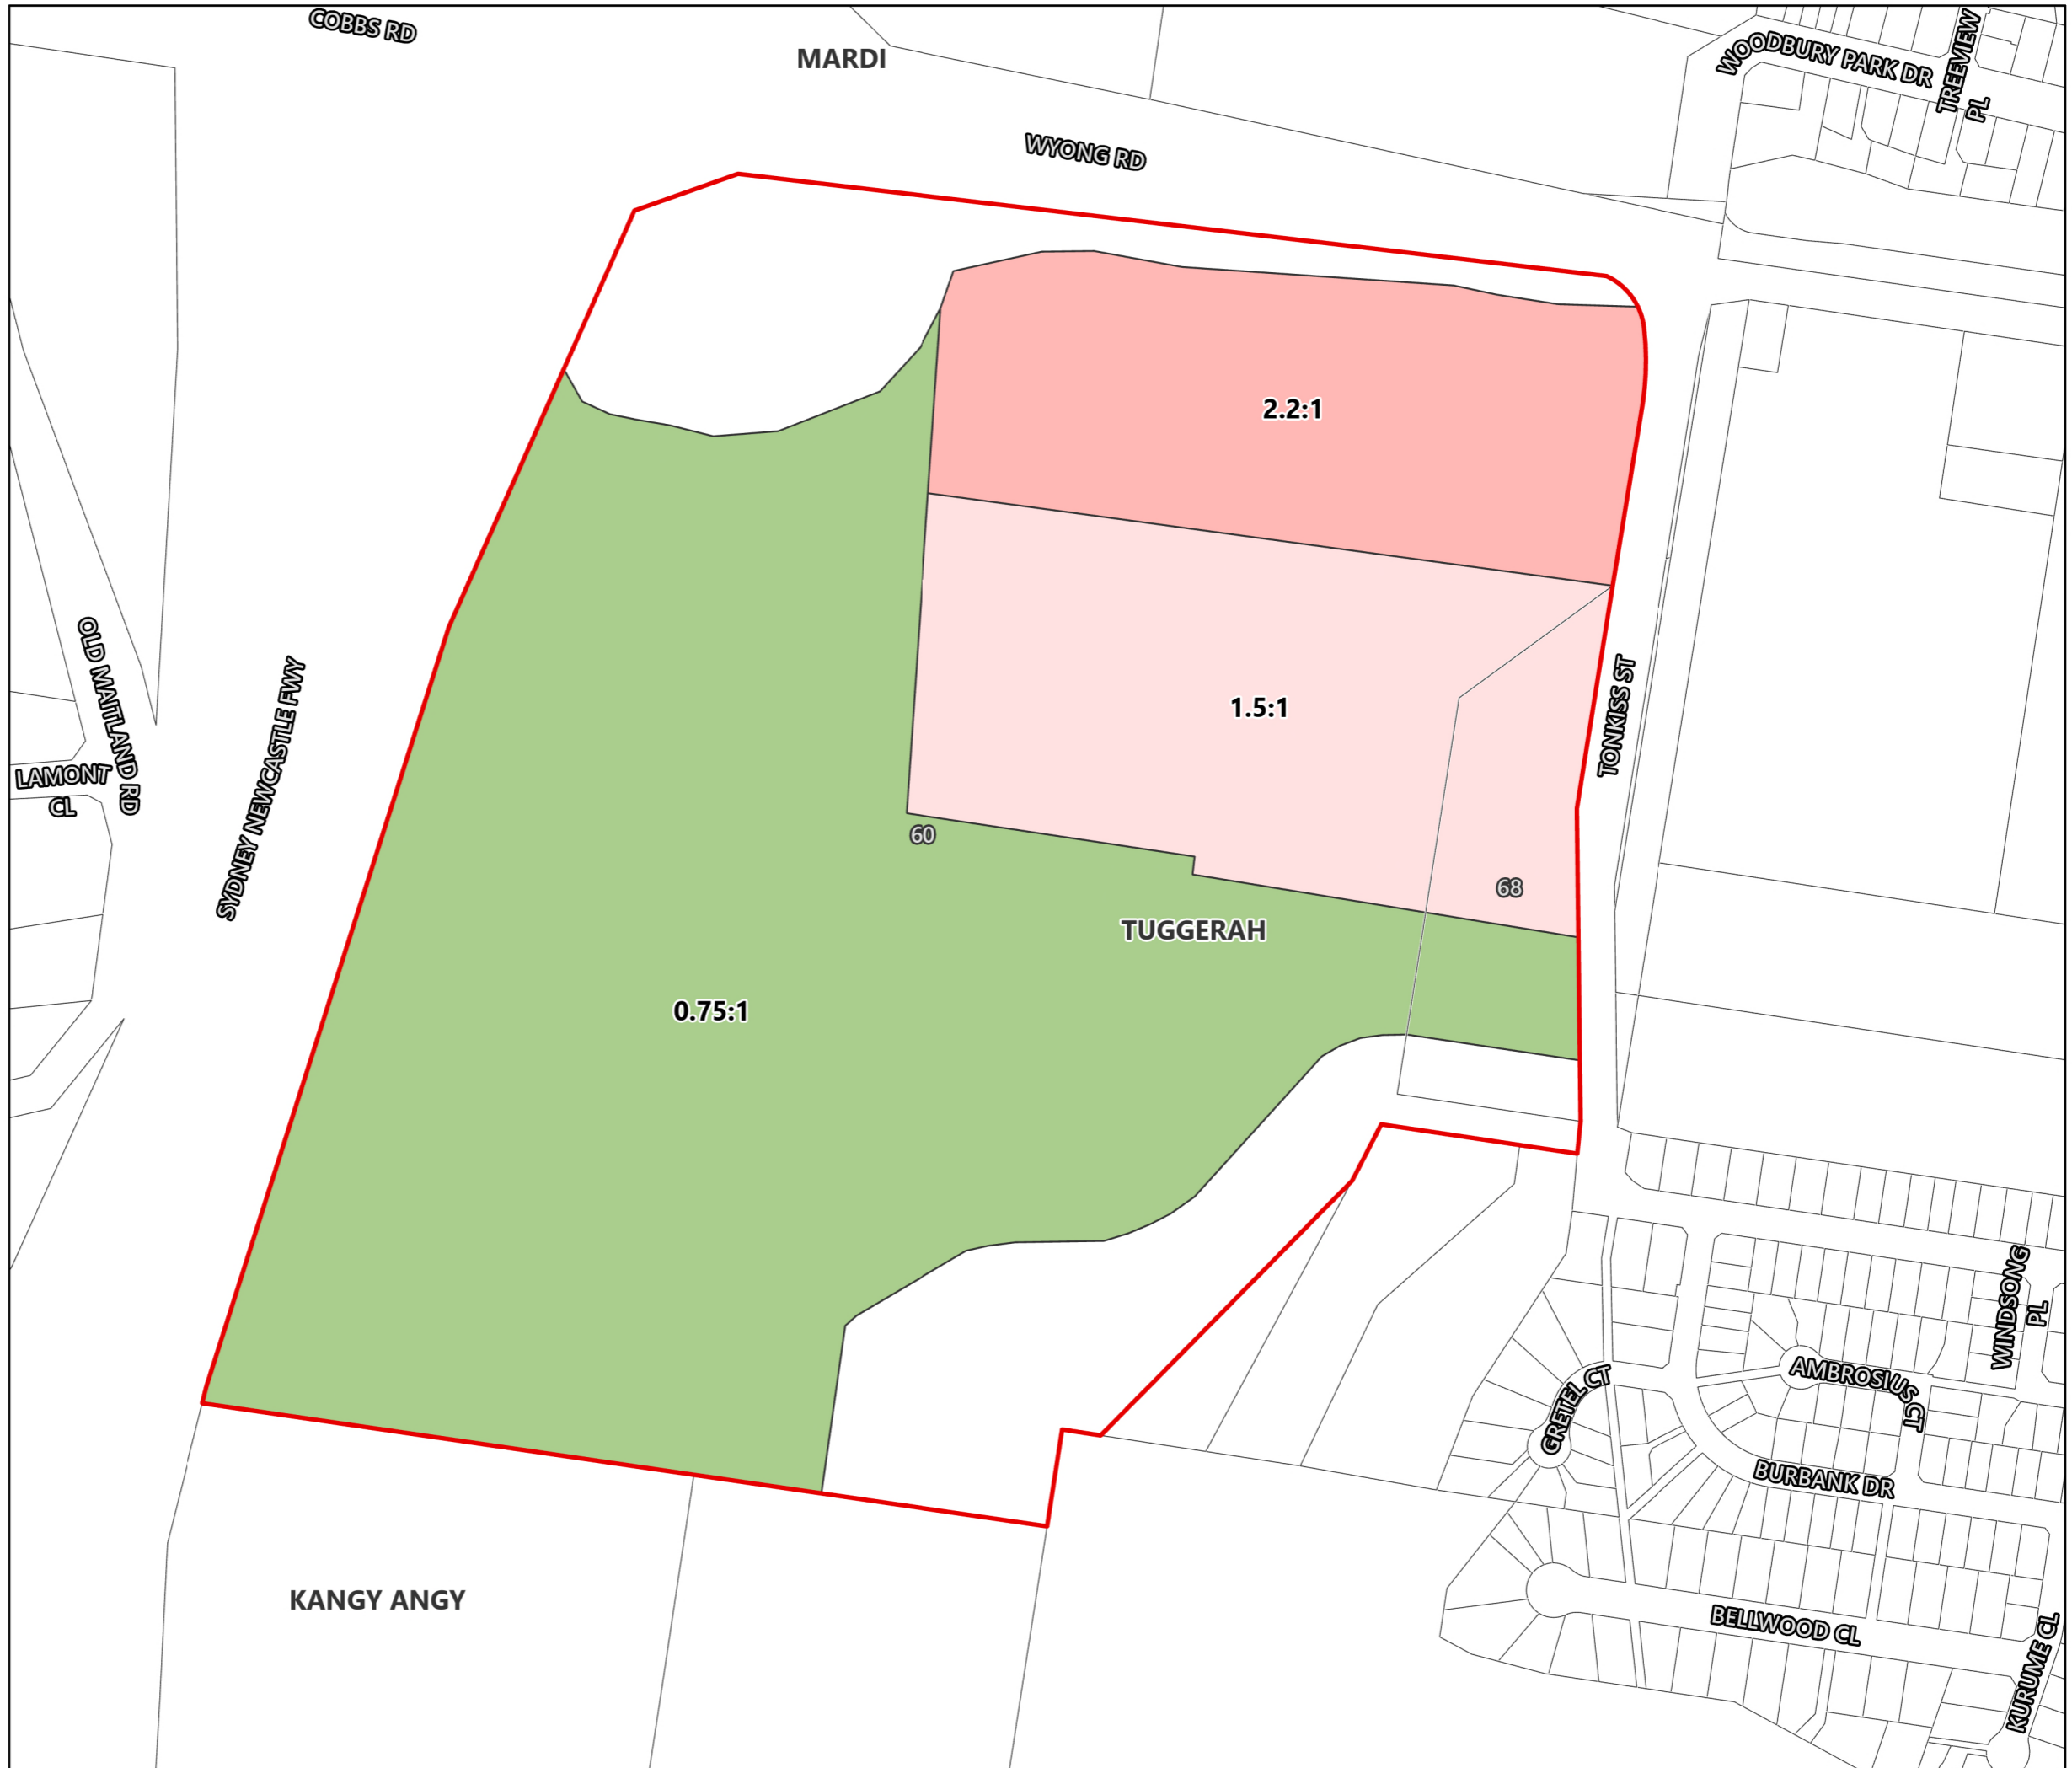 COBBS RD
MARDI
WOODBURY PARK DR
TREEVIEW
PL
WYONG RD
2.2:1
OLD MAITLAND RD
SYDNEY NEWCASTLE FWY
TONKISS ST
1.5:1
LAMONT
CL
60
68
TUGGERAH
0.75:1
WINDSONG
PL
AMBROSIUS CT
GRETEL CT
BURBANK DR
KANGY ANGY
BELLWOOD CL
KURUME CL